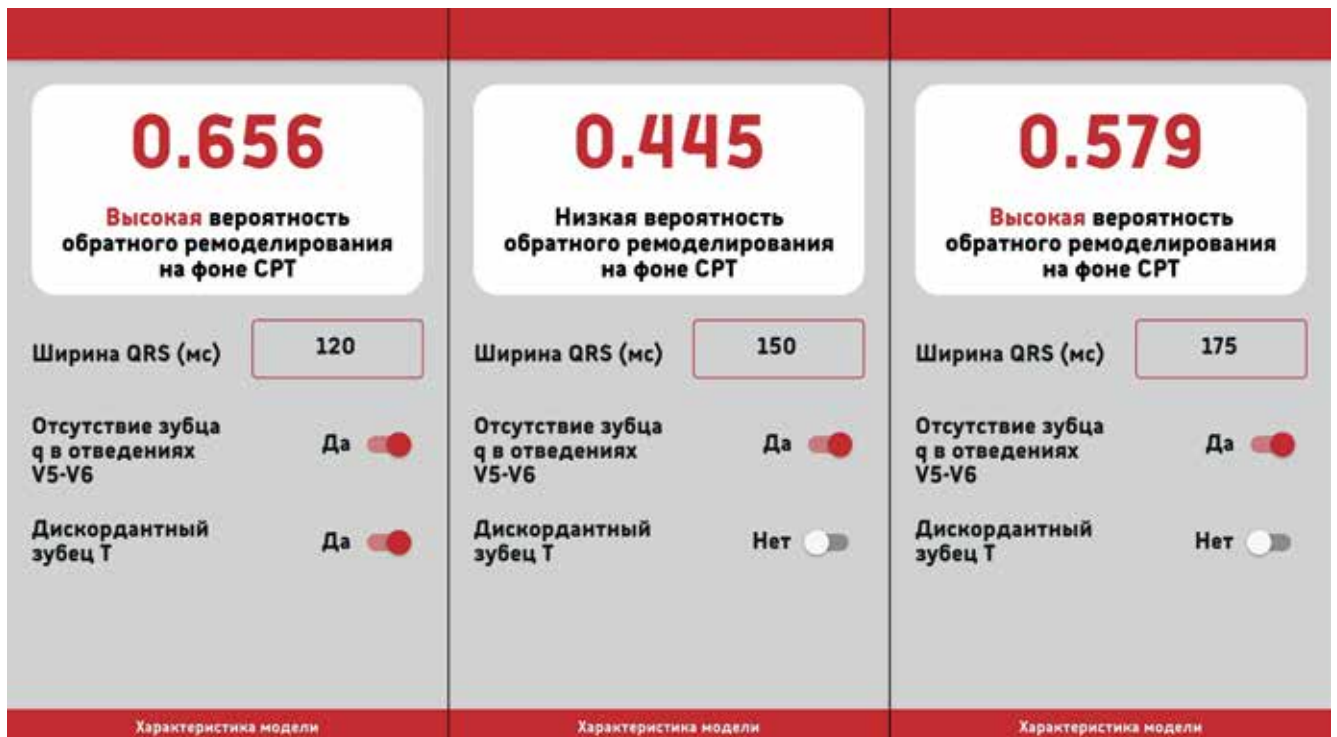 0.656
Высокая вероятность
обратного ремоделирования
на фоне СРТ
Ширина QRS (мс)
120
Отсутствие зубца
q в отведениях
V5-V6
Да
Дискордантный
зубец T
Да
Характеристика модели
0.445
Низкая вероятность
обратного ремоделирования
на фоне СРТ
Ширина QRS (мс)
150
Отсутствие зубца
q в отведениях
V5-V6
Да
Дискордантный
зубец T
Нет
Характеристика модели
0.579
Высокая вероятность
обратного ремоделирования
на фоне СРТ
Ширина QRS (мс)
175
Отсутствие зубца
q в отведениях
V5-V6
Да
Дискордантный
зубец T
Нет
Характеристика модели